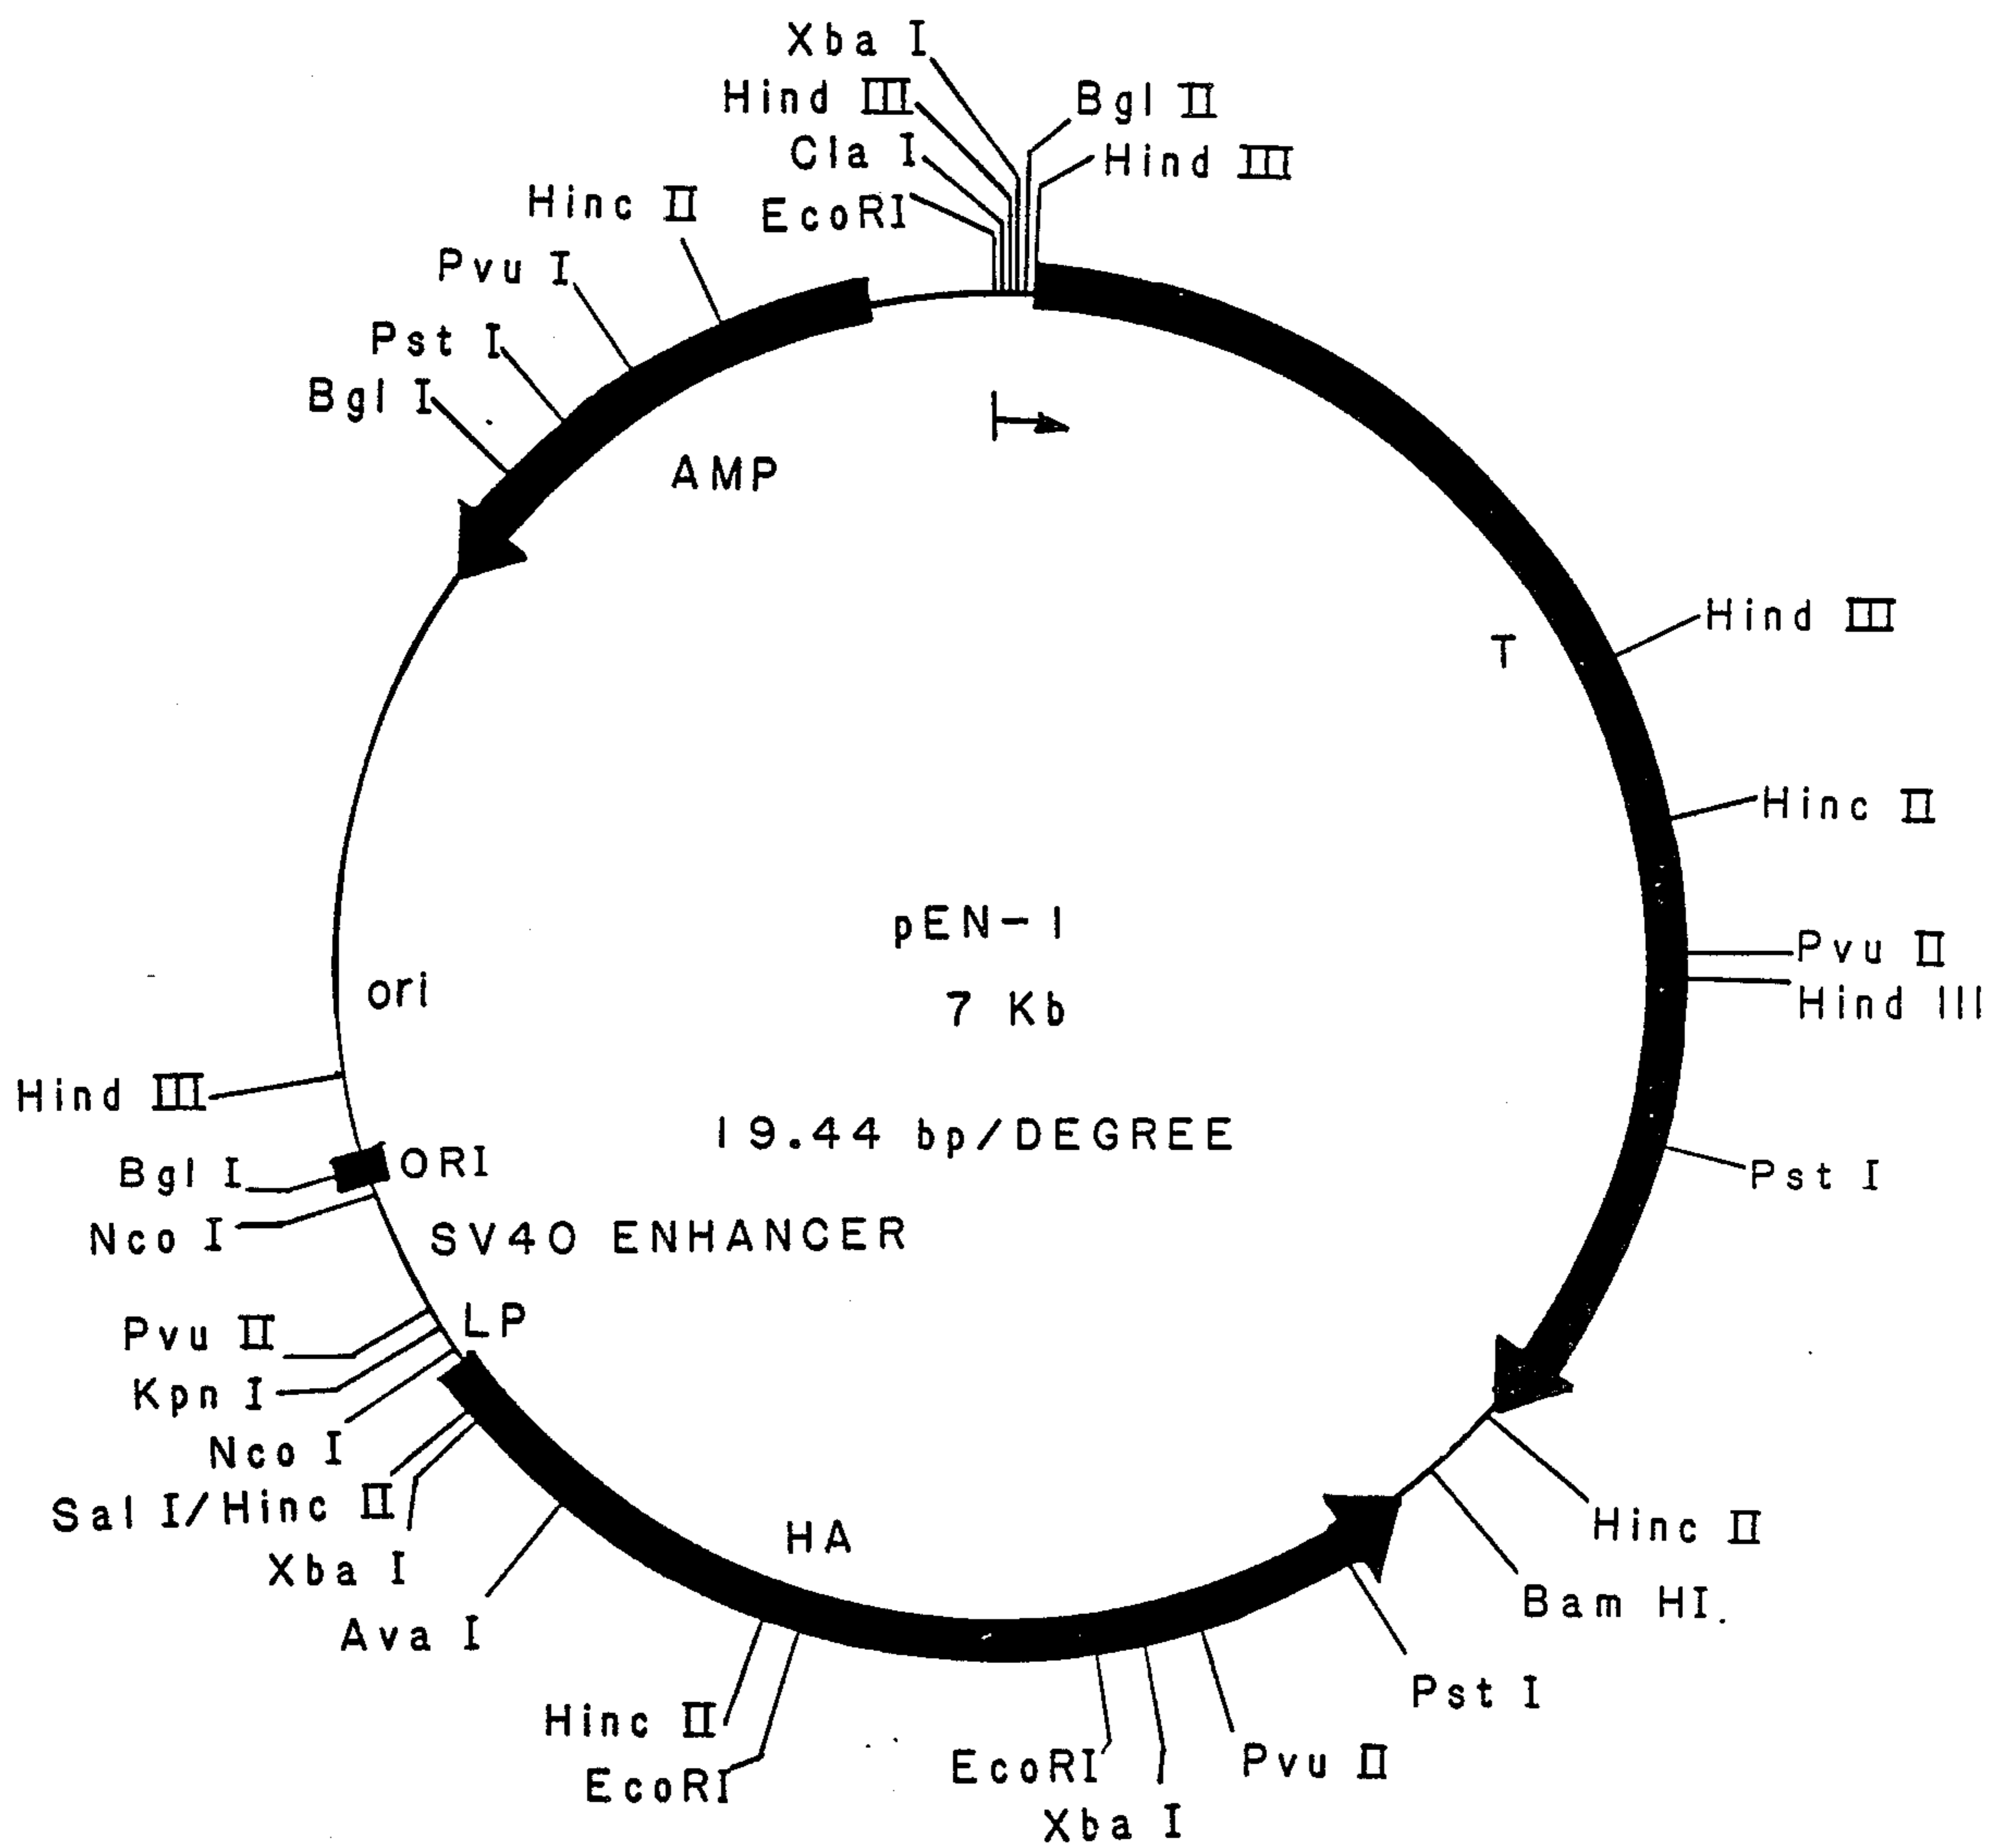 Xba I
Hind III
Cla I
EcoRI
Bgl II
Hind III
Hinc II
Pvu I
Pst I
Bgl I
AMP
T
Hind III
Hinc II
Pvu II
Hind III
Pst I
pEN-1
7 Kb
19.44 bp/DEGREE
ori
Hind III
Bgl I
ORI
Nco I
SV40 ENHANCER
Pvu II
LP
Kpn I
Nco I
Sal I/Hinc II
Xba I
Ava I
HA
Hinc II
EcoRI
EcoRI
Xba I
Pvu II
Pst I
Bam HI.
Hinc II